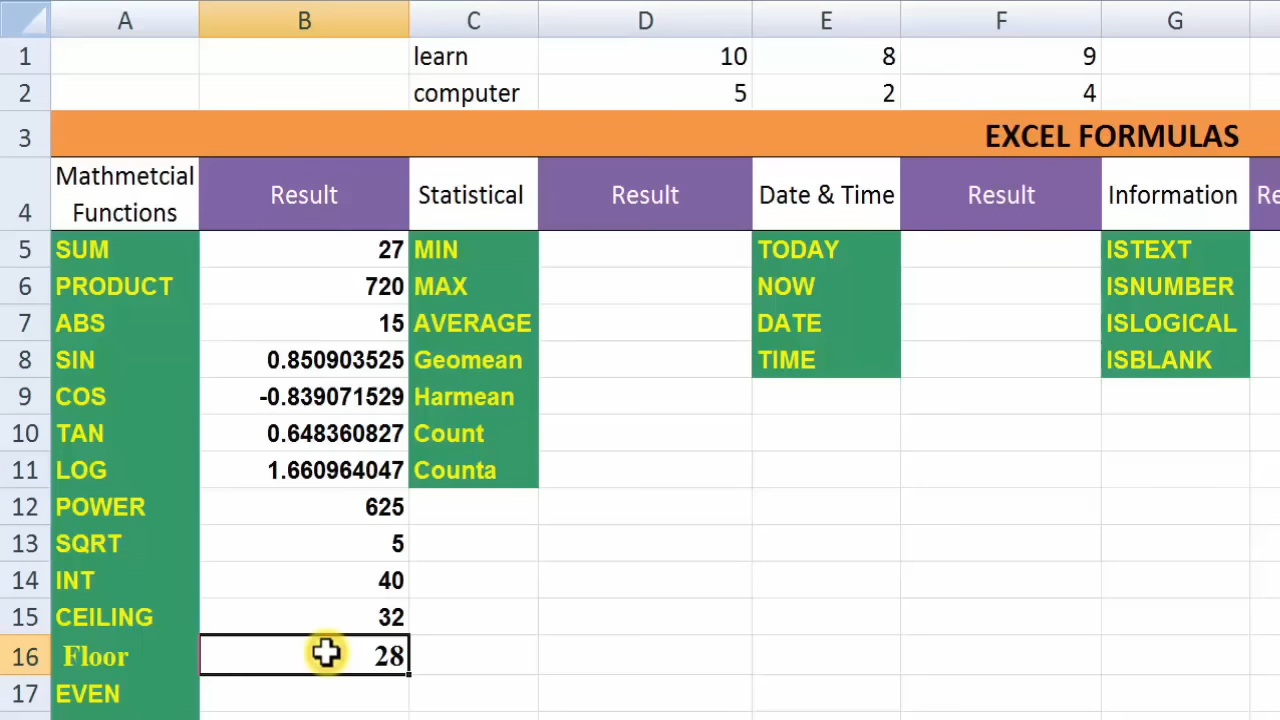 A B C D E F G
1 learn 10 8 9
2 computer 5 2 4
3 EXCEL FORMULAS
4 Mathmetcial Functions Result Statistical Result Date & Time Result Information Re
5 SUM 27 MIN TODAY ISTEXT
6 PRODUCT 720 MAX NOW ISNUMBER
7 ABS 15 AVERAGE DATE ISLOGICAL
8 SIN 0.850903525 Geomean TIME ISBLANK
9 COS -0.839071529 Harmean
10 TAN 0.648360827 Count
11 LOG 1.660964047 Counta
12 POWER 625
13 SQRT 5
14 INT 40
15 CEILING 32
16 Floor 28
17 EVEN